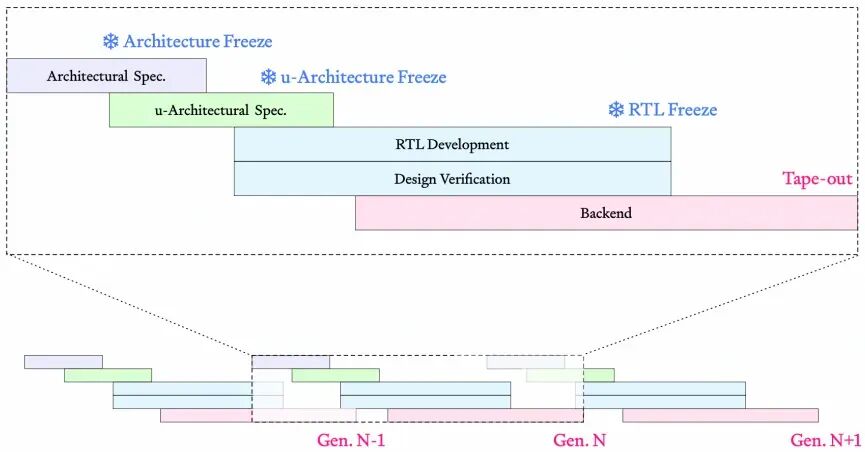 ❄ Architecture Freeze
Architectural Spec.
❄ u-Architecture Freeze
u-Architectural Spec.
❄ RTL Freeze
RTL Development
Design Verification
Tape-out
Backend
Gen. N-1
Gen. N
Gen. N+1